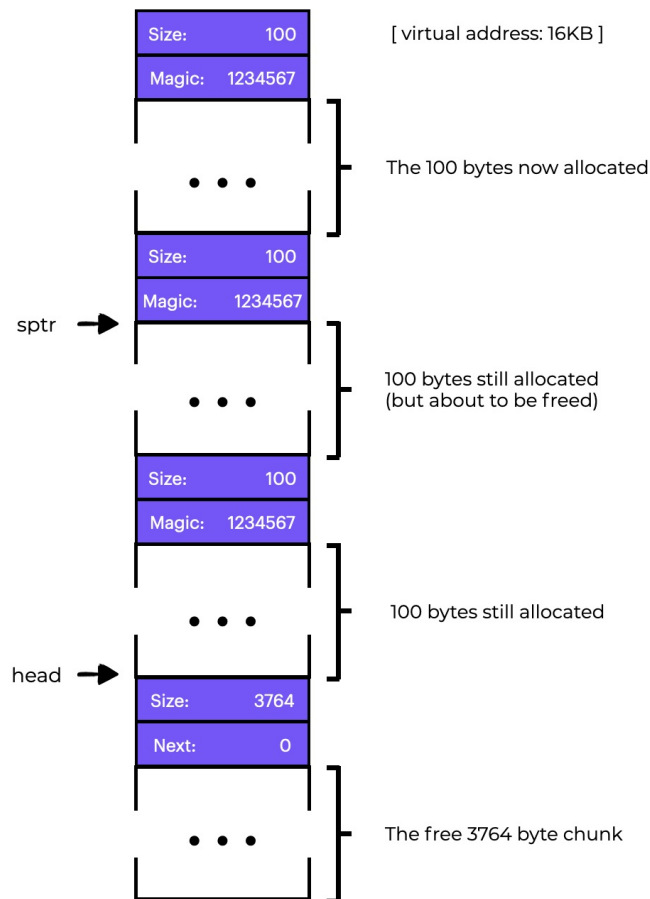 Size: 100
[ virtual address: 16KB ]
Magic: 1234567
The 100 bytes now allocated
Size: 100
Magic: 1234567
sptr
100 bytes still allocated
(but about to be freed)
Size: 100
Magic: 1234567
100 bytes still allocated
head
Size: 3764
Next: 0
The free 3764 byte chunk